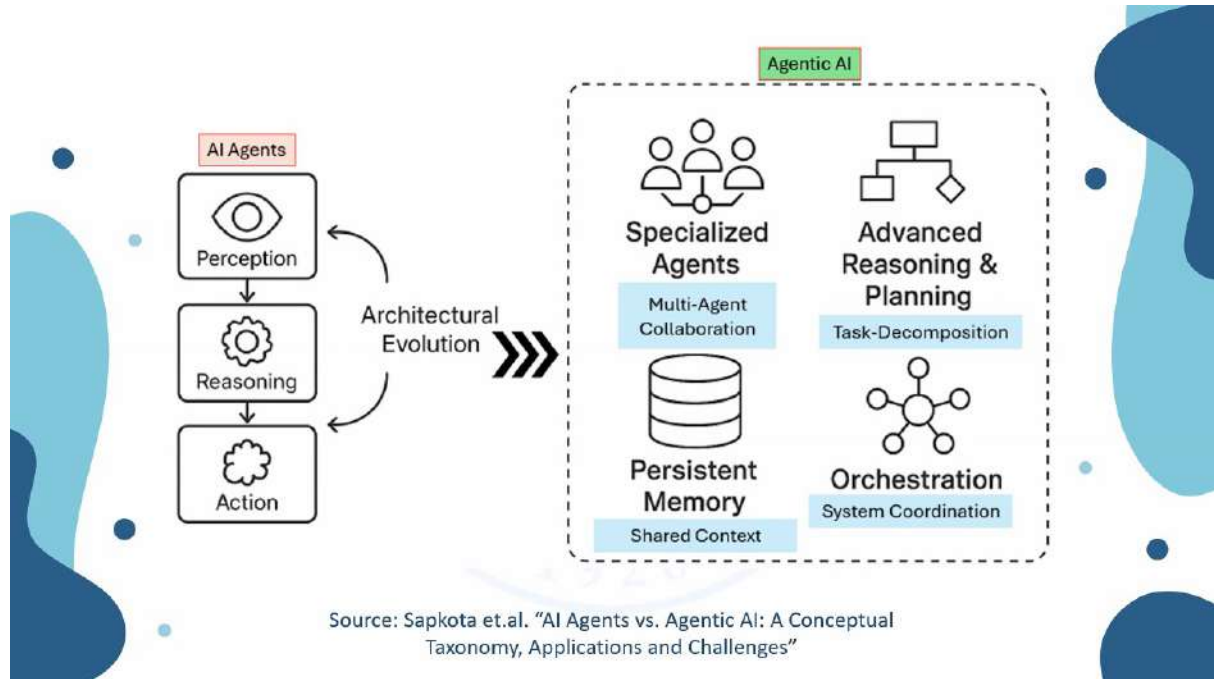 Agentic AI
AI Agents
Perception
Reasoning
Action
Architectural
Evolution
Specialized
Agents
Multi-Agent
Collaboration
Advanced
Reasoning &
Planning
Task-Decomposition
Persistent
Memory
Shared Context
Orchestration
System Coordination
Source: Sapkota et.al. “AI Agents vs. Agentic AI: A Conceptual
Taxonomy, Applications and Challenges”